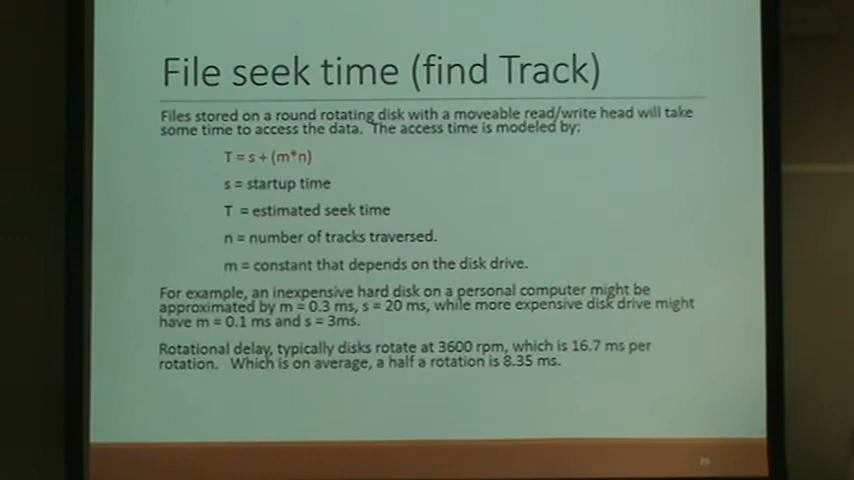 File seek time (find Track)
Files stored on a round rotating disk with a moveable read/write head will take
some time to access the data.  The access time is modeled by:
T = s + (m*n)
s = startup time
T = estimated seek time
n = number of tracks traversed.
m = constant that depends on the disk drive.
For example, an inexpensive hard disk on a personal computer might be
approximated by m = 0.3 ms, s = 20 ms, while more expensive disk drive might
have m = 0.1 ms and s = 3ms.
Rotational delay, typically disks rotate at 3600 rpm, which is 16.7 ms per
rotation.  Which is on average, a half a rotation is 8.35 ms.